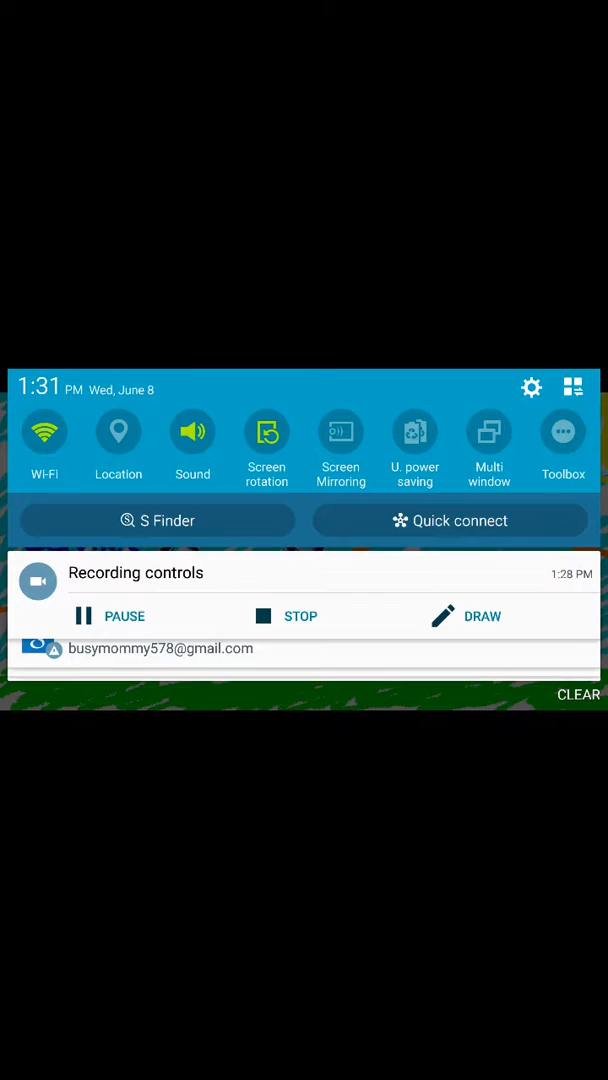 1:31 PM Wed, June 8
Wi-Fi
Location
Sound
Screen rotation
Screen Mirroring
U. power saving
Multi window
Toolbox
S Finder
Quick connect
Recording controls
1:28 PM
PAUSE
STOP
DRAW
busymommy578@gmail.com
CLEAR